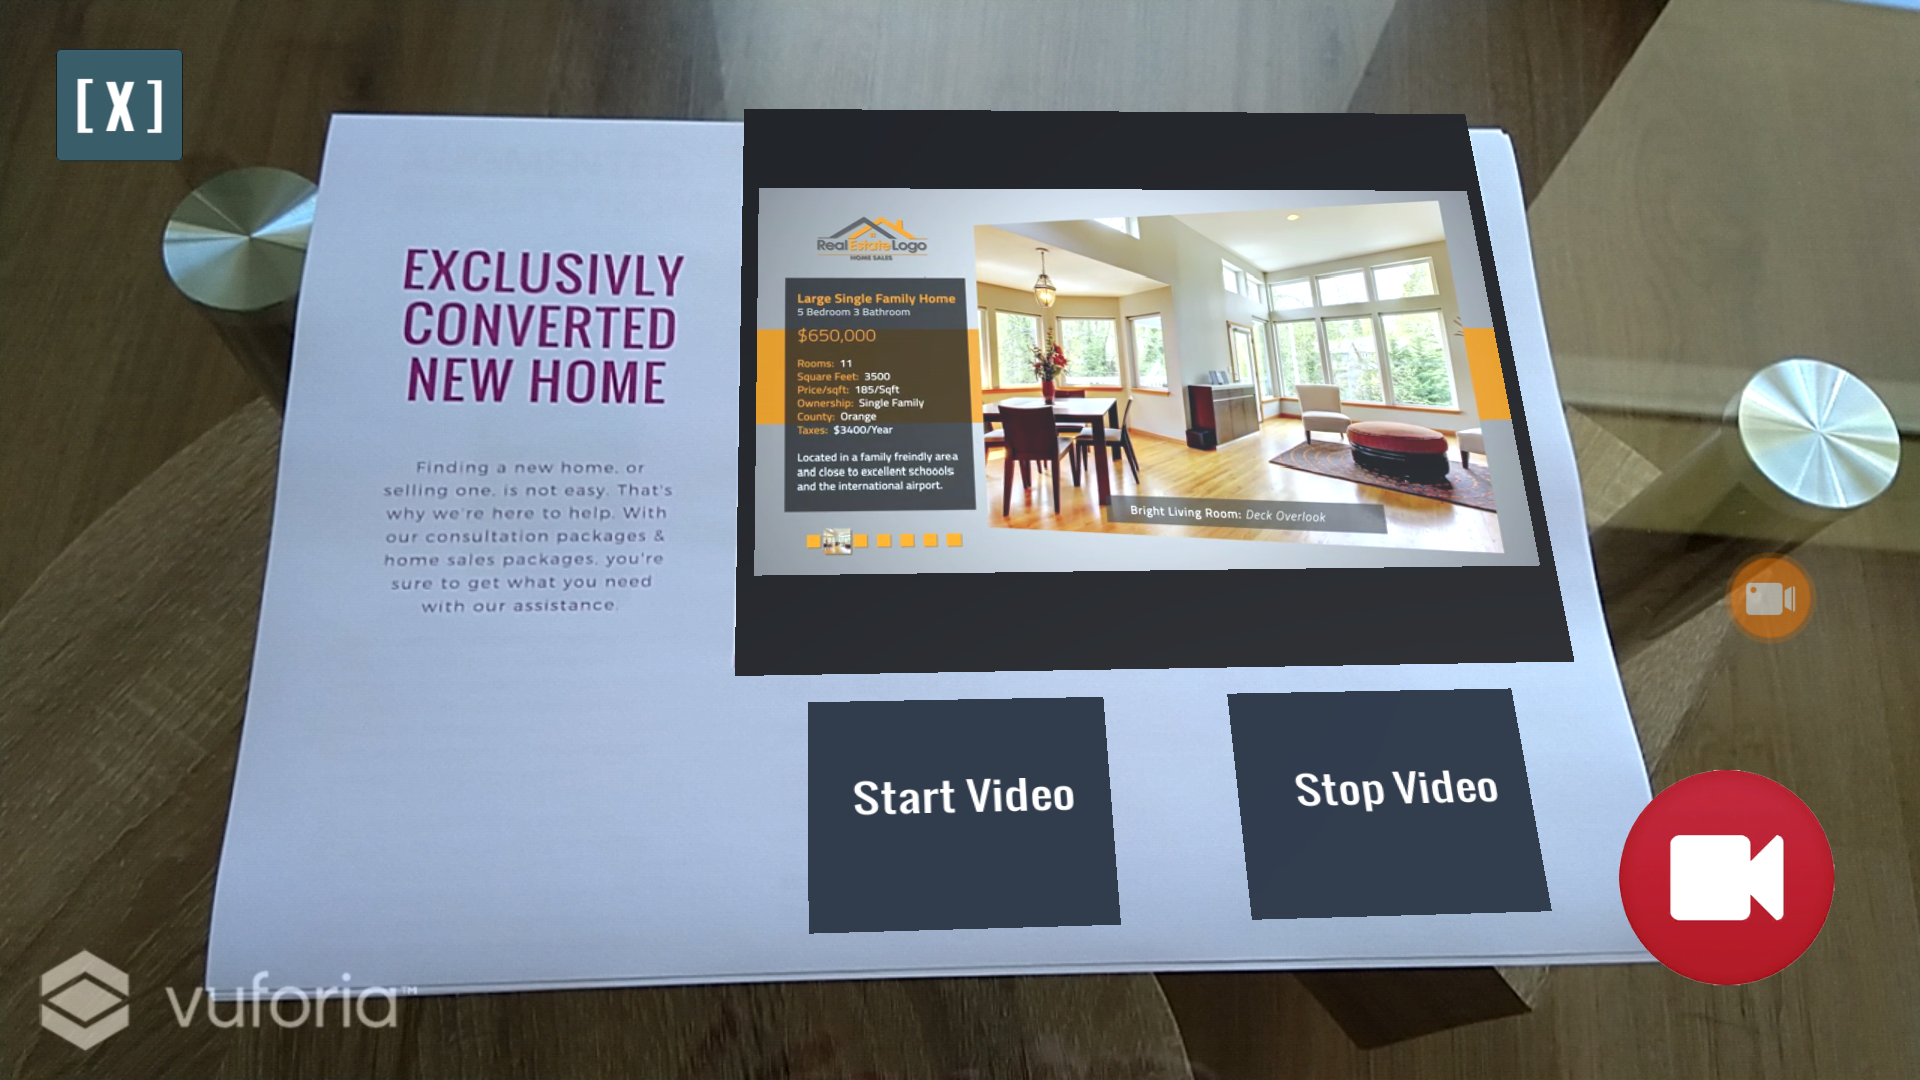 [X]
EXCLUSIVLY
CONVERTED
NEW HOME
Finding a new home, or
selling one, is not easy. That's
why we're here to help. With
our consultation packages &
home sales packages, you're
sure to get what you need
with our assistance.
RealEstateLogo
HOME SALES
Large Single Family Home
5 Bedroom 3 Bathroom
$650,000
Rooms: 11
Square Feet: 3500
Price/sqft: 185/Sqft
Ownership: Single Family
County: Orange
Taxes: $3400/Year
Located in a family freindly area
and close to excellent schoolS
and the international airport.
Bright Living Room: Deck Overlook
Start Video
Stop Video
vuforia™